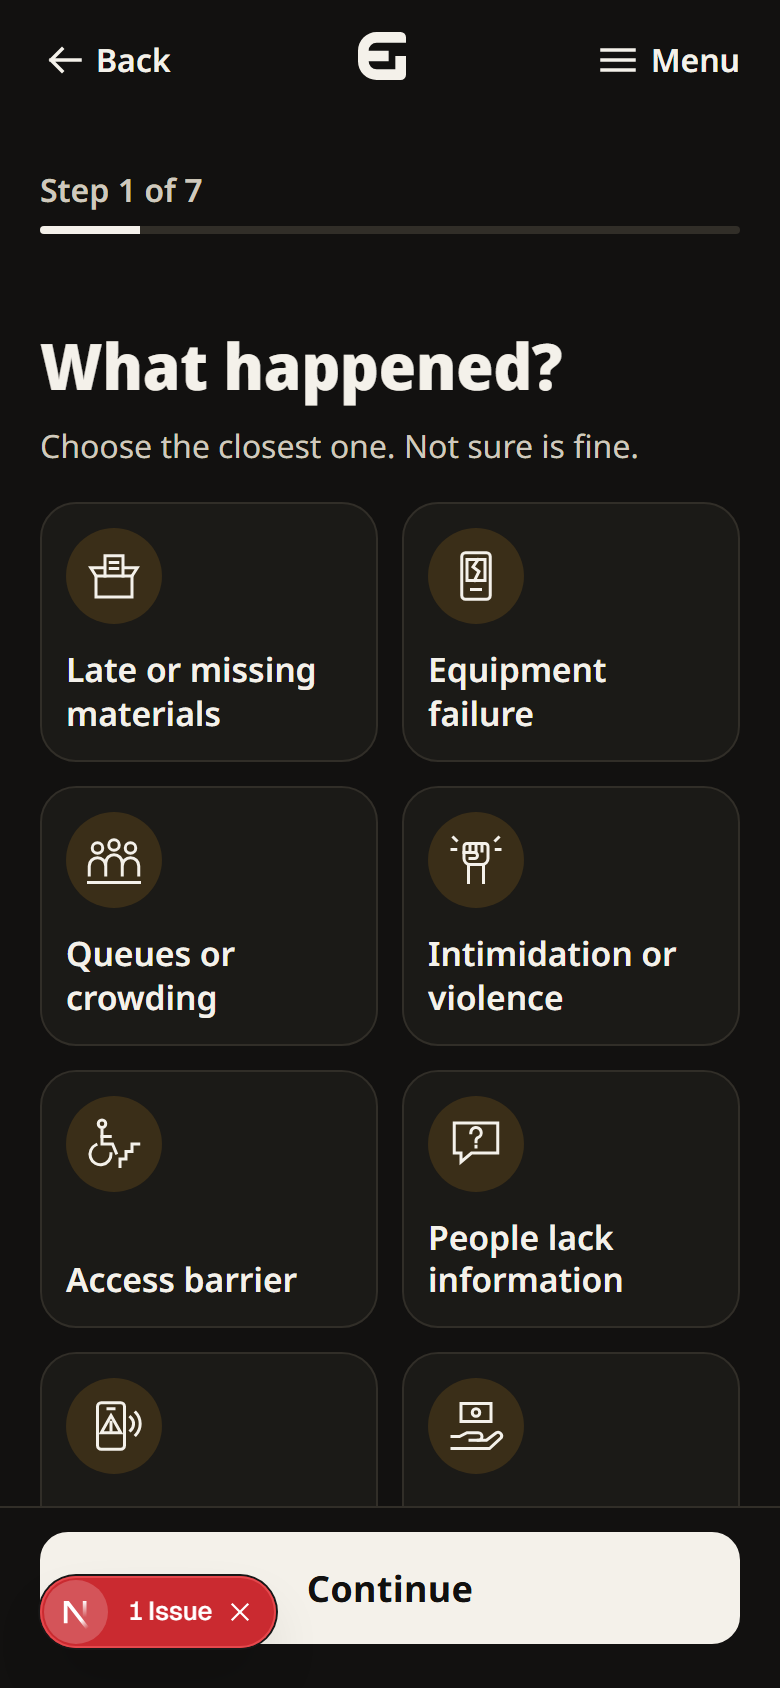 Back
Menu
Step 1 of 7
What happened?
Choose the closest one. Not sure is fine.
Late or missing
materials
Equipment
failure
Queues or
crowding
Intimidation or
violence
Access barrier
People lack
information
Continue
N 1 Issue